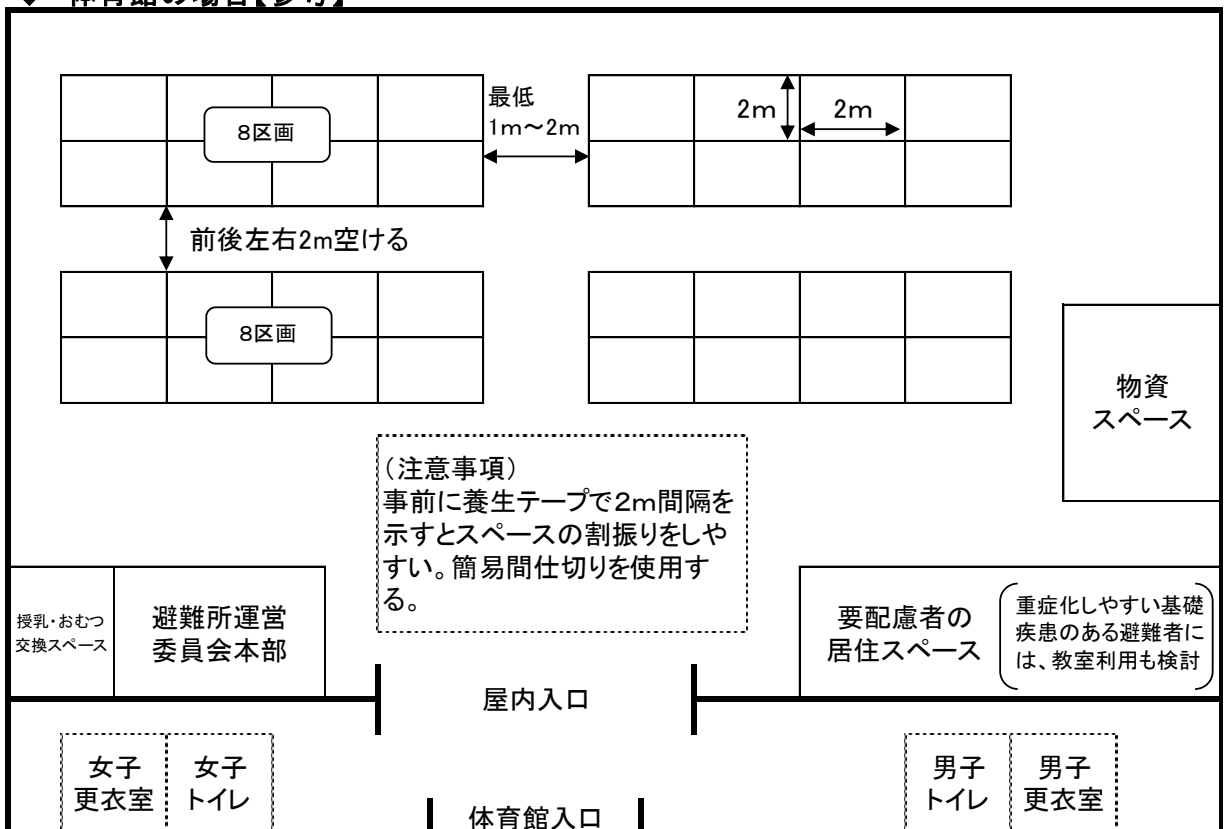 ◆ 体育館の場合【参考】
最低
1m～2m
2m
2m
8区画
前後左右2m空ける
8区画
物資
スペース
（注意事項）
事前に養生テープで2m間隔を
示すとスペースの割振りをしや
すい。簡易間仕切りを使用す
る。
授乳・おむつ
交換スペース
避難所運営
委員会本部
要配慮者の
居住スペース
重症化しやすい基礎
疾患のある避難者に
は、教室利用も検討
屋内入口
女子
更衣室
女子
トイレ
男子
トイレ
男子
更衣室
体育館入口